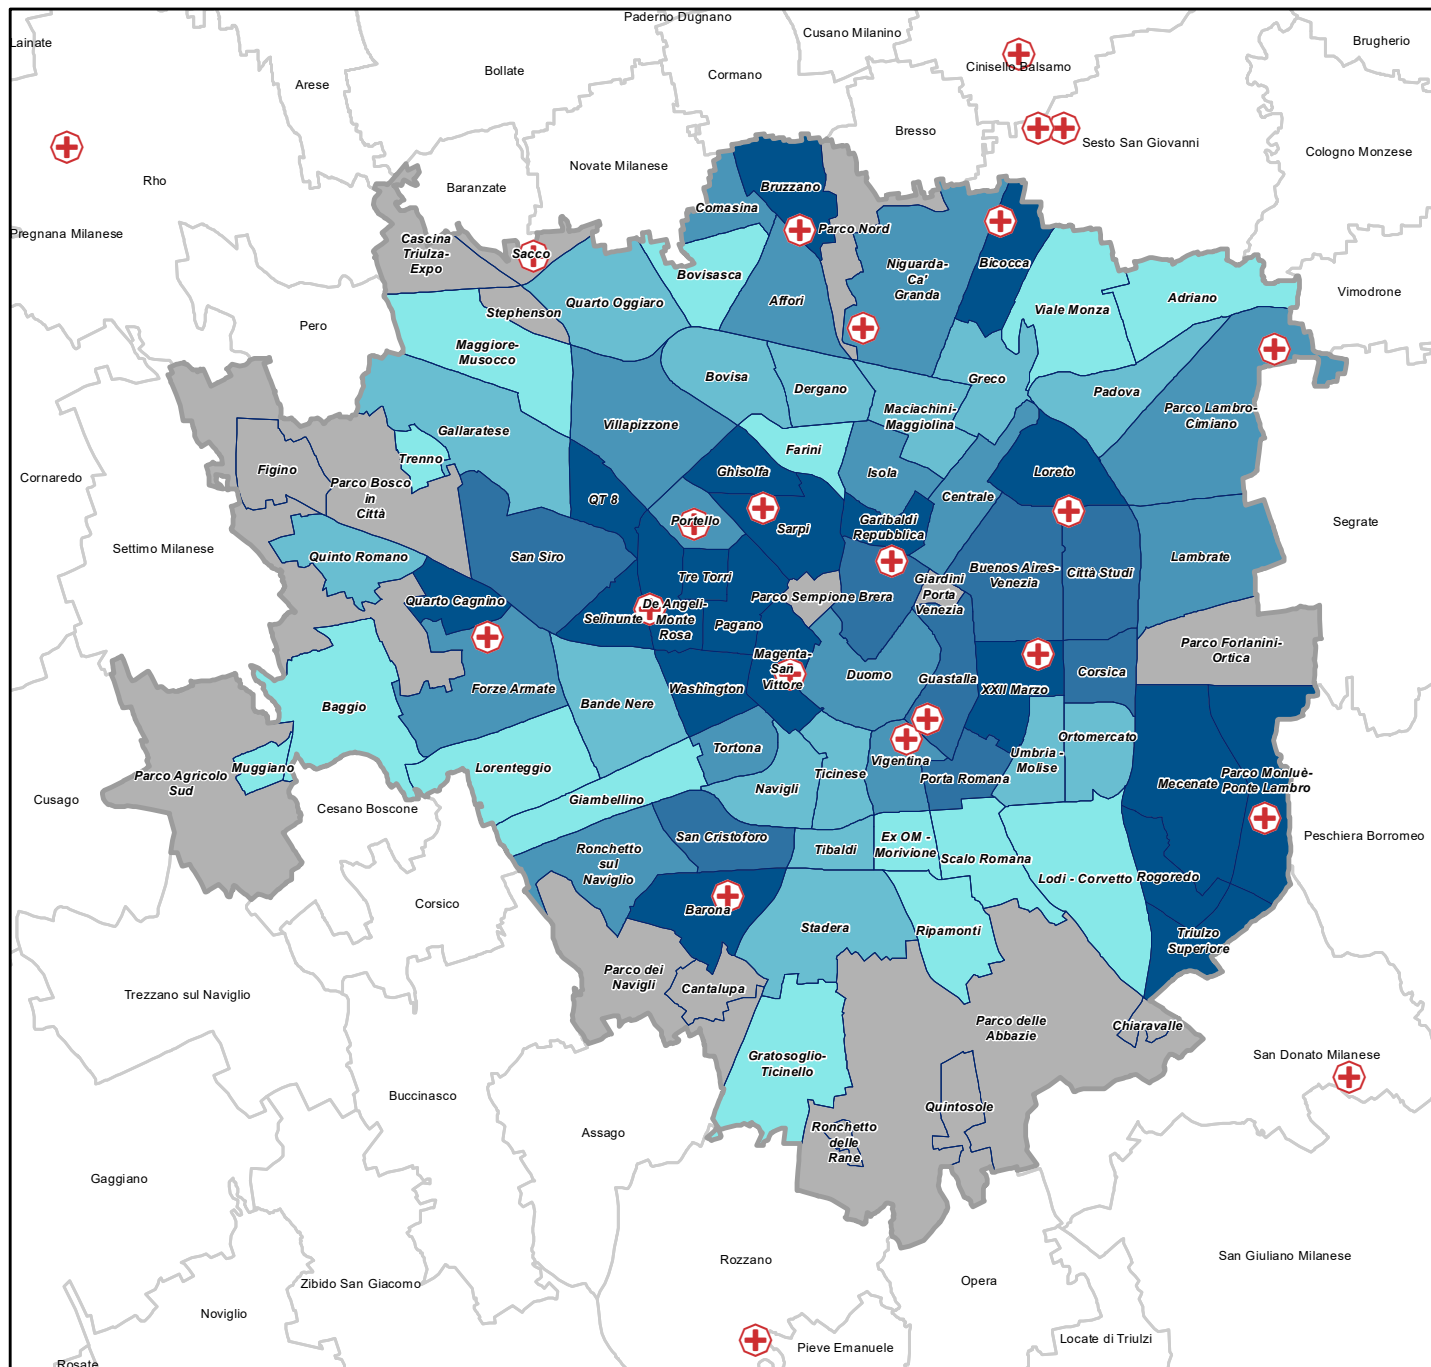 Paderno Dugnano
Lainate
Cusano Milanino
Brugherio
Bollate
Cormano
Cinisello Balsamo
Arese
Bresso
Sesto San Giovanni
Cologno Monzese
Novate Milanese
Rho
Baranzate
Bruzzano
Comasina
Parco Nord
Pregnana Milanese
Cascina
Triulza-
Expo
Sacco
Niguarda-
Ca'
Granda
Bicocca
Bovisasca
Vimodrone
Adriano
Quarto Oggiaro
Affori
Viale Monza
Stephenson
Pero
Maggiore-
Musocco
Bovisa
Dergano
Greco
Padova
Maciachini-
Maggiolina
Parco Lambro-
Cimiano
Villapizzone
Gallaratese
Farini
Trenno
Figino
Ghisolfa
Isola
Loreto
Cornaredo
Parco Bosco
in
Città
QT 8
Centrale
Portello
Sarpi
Garibaldi
Repubblica
Segrate
Settimo Milanese
Quinto Romano
San Siro
Lambrate
Buenos Aires-
Venezia
Città Studi
Tre Torri
Giardini
Porta
Venezia
Parco Sempione
Brera
Quarto Cagnino
Selinunte
De Angeli-
Monte
Rosa
Pagano
Parco Forlanini-
Ortica
Magenta-
San
Vittore
Duomo
Guastalla
Corsica
Forze Armate
Washington
XXII Marzo
Baggio
Bande Nere
Ortomercato
Tortona
Umbria -
Molise
Vigentina
Muggiano
Lorenteggio
Ticinese
Porta Romana
Parco Agricolo
Sud
Mecenate
Parco Monluè-
Ponte Lambro
Navigli
Cusago
Giambellino
Cesano Boscone
San Cristoforo
Ex OM -
Morivione
Peschiera Borromeo
Ronchetto
sul
Naviglio
Tibaldi
Scalo Romana
Lodi - Corvetto
Rogoredo
Corsico
Barona
Stadera
Ripamonti
Triulzo
Superiore
Parco dei
Navigli
Cantalupa
Trezzano sul Naviglio
Parco delle
Abbazie
Chiaravalle
San Donato Milanese
Gratosoglio-
Ticinello
Buccinasco
Quintosole
Assago
Ronchetto
delle
Rane
Gaggiano
Rozzano
San Giuliano Milanese
Zibido San Giacomo
Opera
Noviglio
Locate di Triulzi
Pieve Emanuele
Rosate